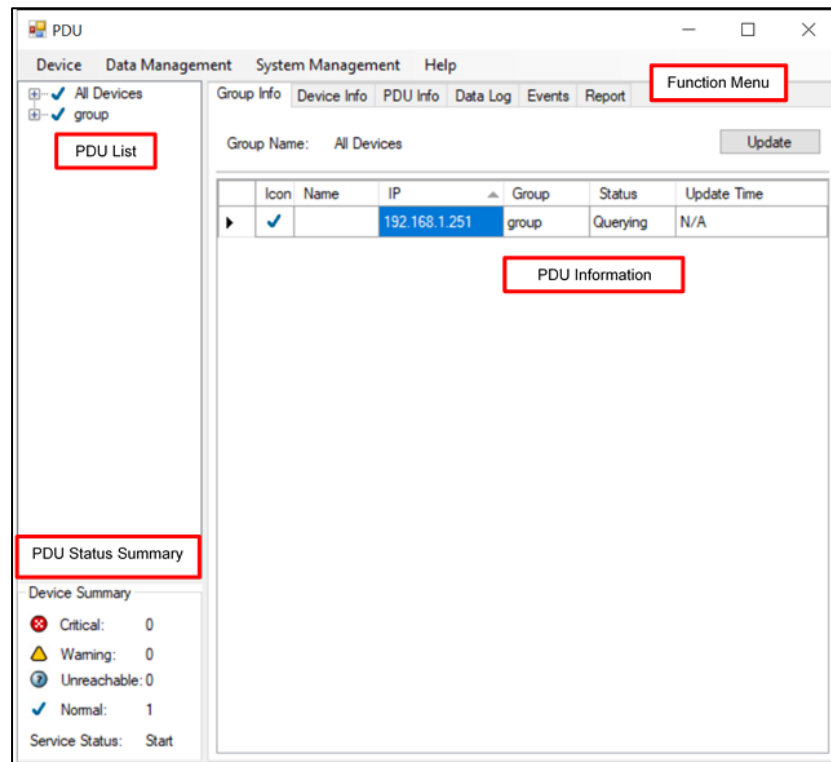 PDU
Device Data Management System Management Help
All Devices
group
PDU List
Group Info Device Info PDU Info Data Log Events Report
Function Menu
Group Name: All Devices
Update
Icon Name IP Group Status Update Time
192.168.1.251 group Querying N/A
PDU Information
PDU Status Summary
Device Summary
Critical: 0
Warning: 0
Unreachable: 0
Normal: 1
Service Status: Start